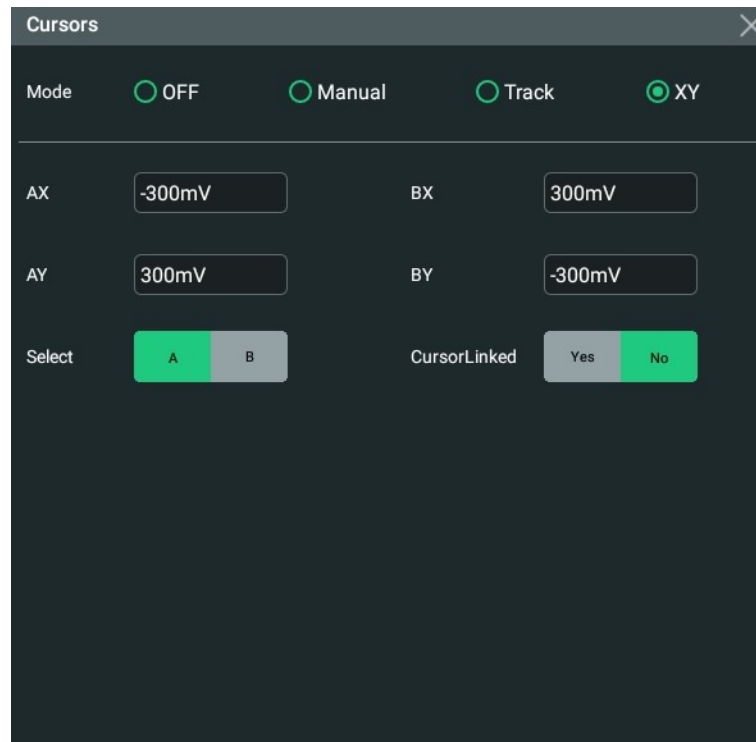 Cursors
Mode OFF Manual Track XY
AX -300mV BX 300mV
AY 300mV BY -300mV
Select A B CursorLinked Yes No